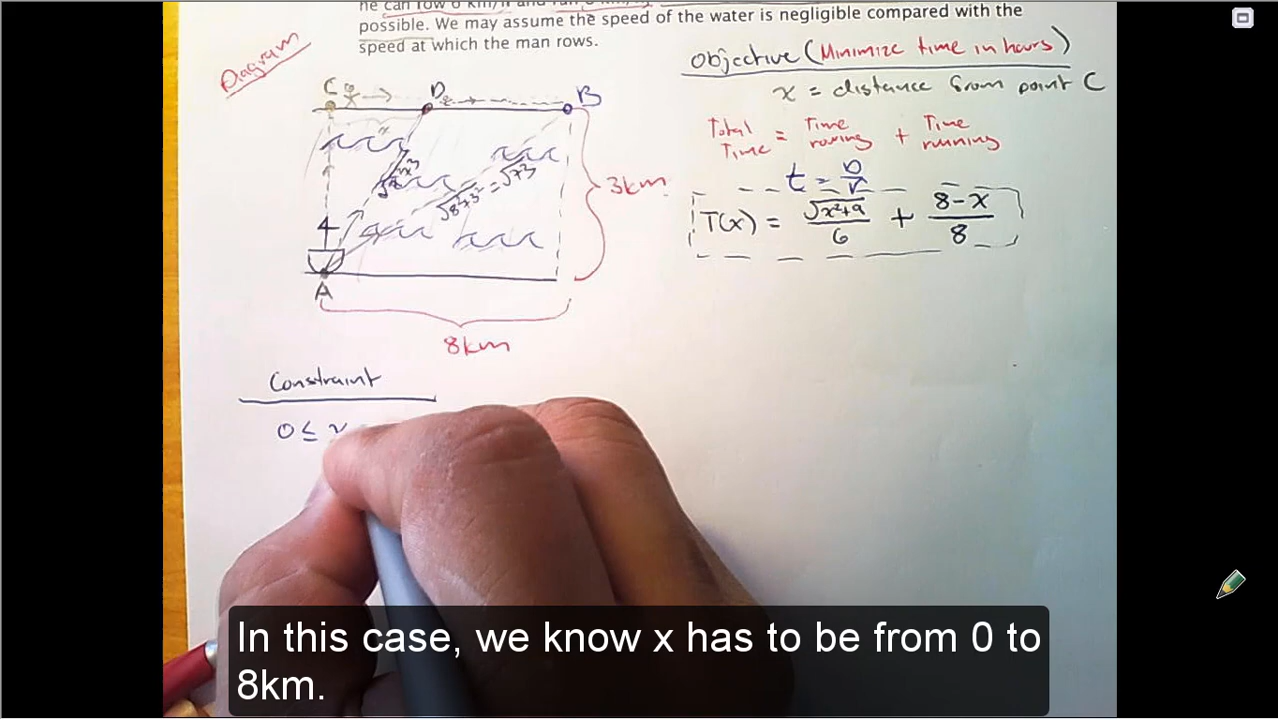 he can row 6 km/h and run 8 km/h
possible. We may assume the speed of the water is negligible compared with the
speed at which the man rows.
Diagram
Objective (Minimize time in hours)
x = distance from point C
C
D
B
x
Total Time = Time rowing + Time running
√x²+3²
√8²+3² = √73
3km
t = D/r
T(x) = √x²+9/6 + 8-x/8
A
8km
Constraint
0 ≤ x
In this case, we know x has to be from 0 to
8km.